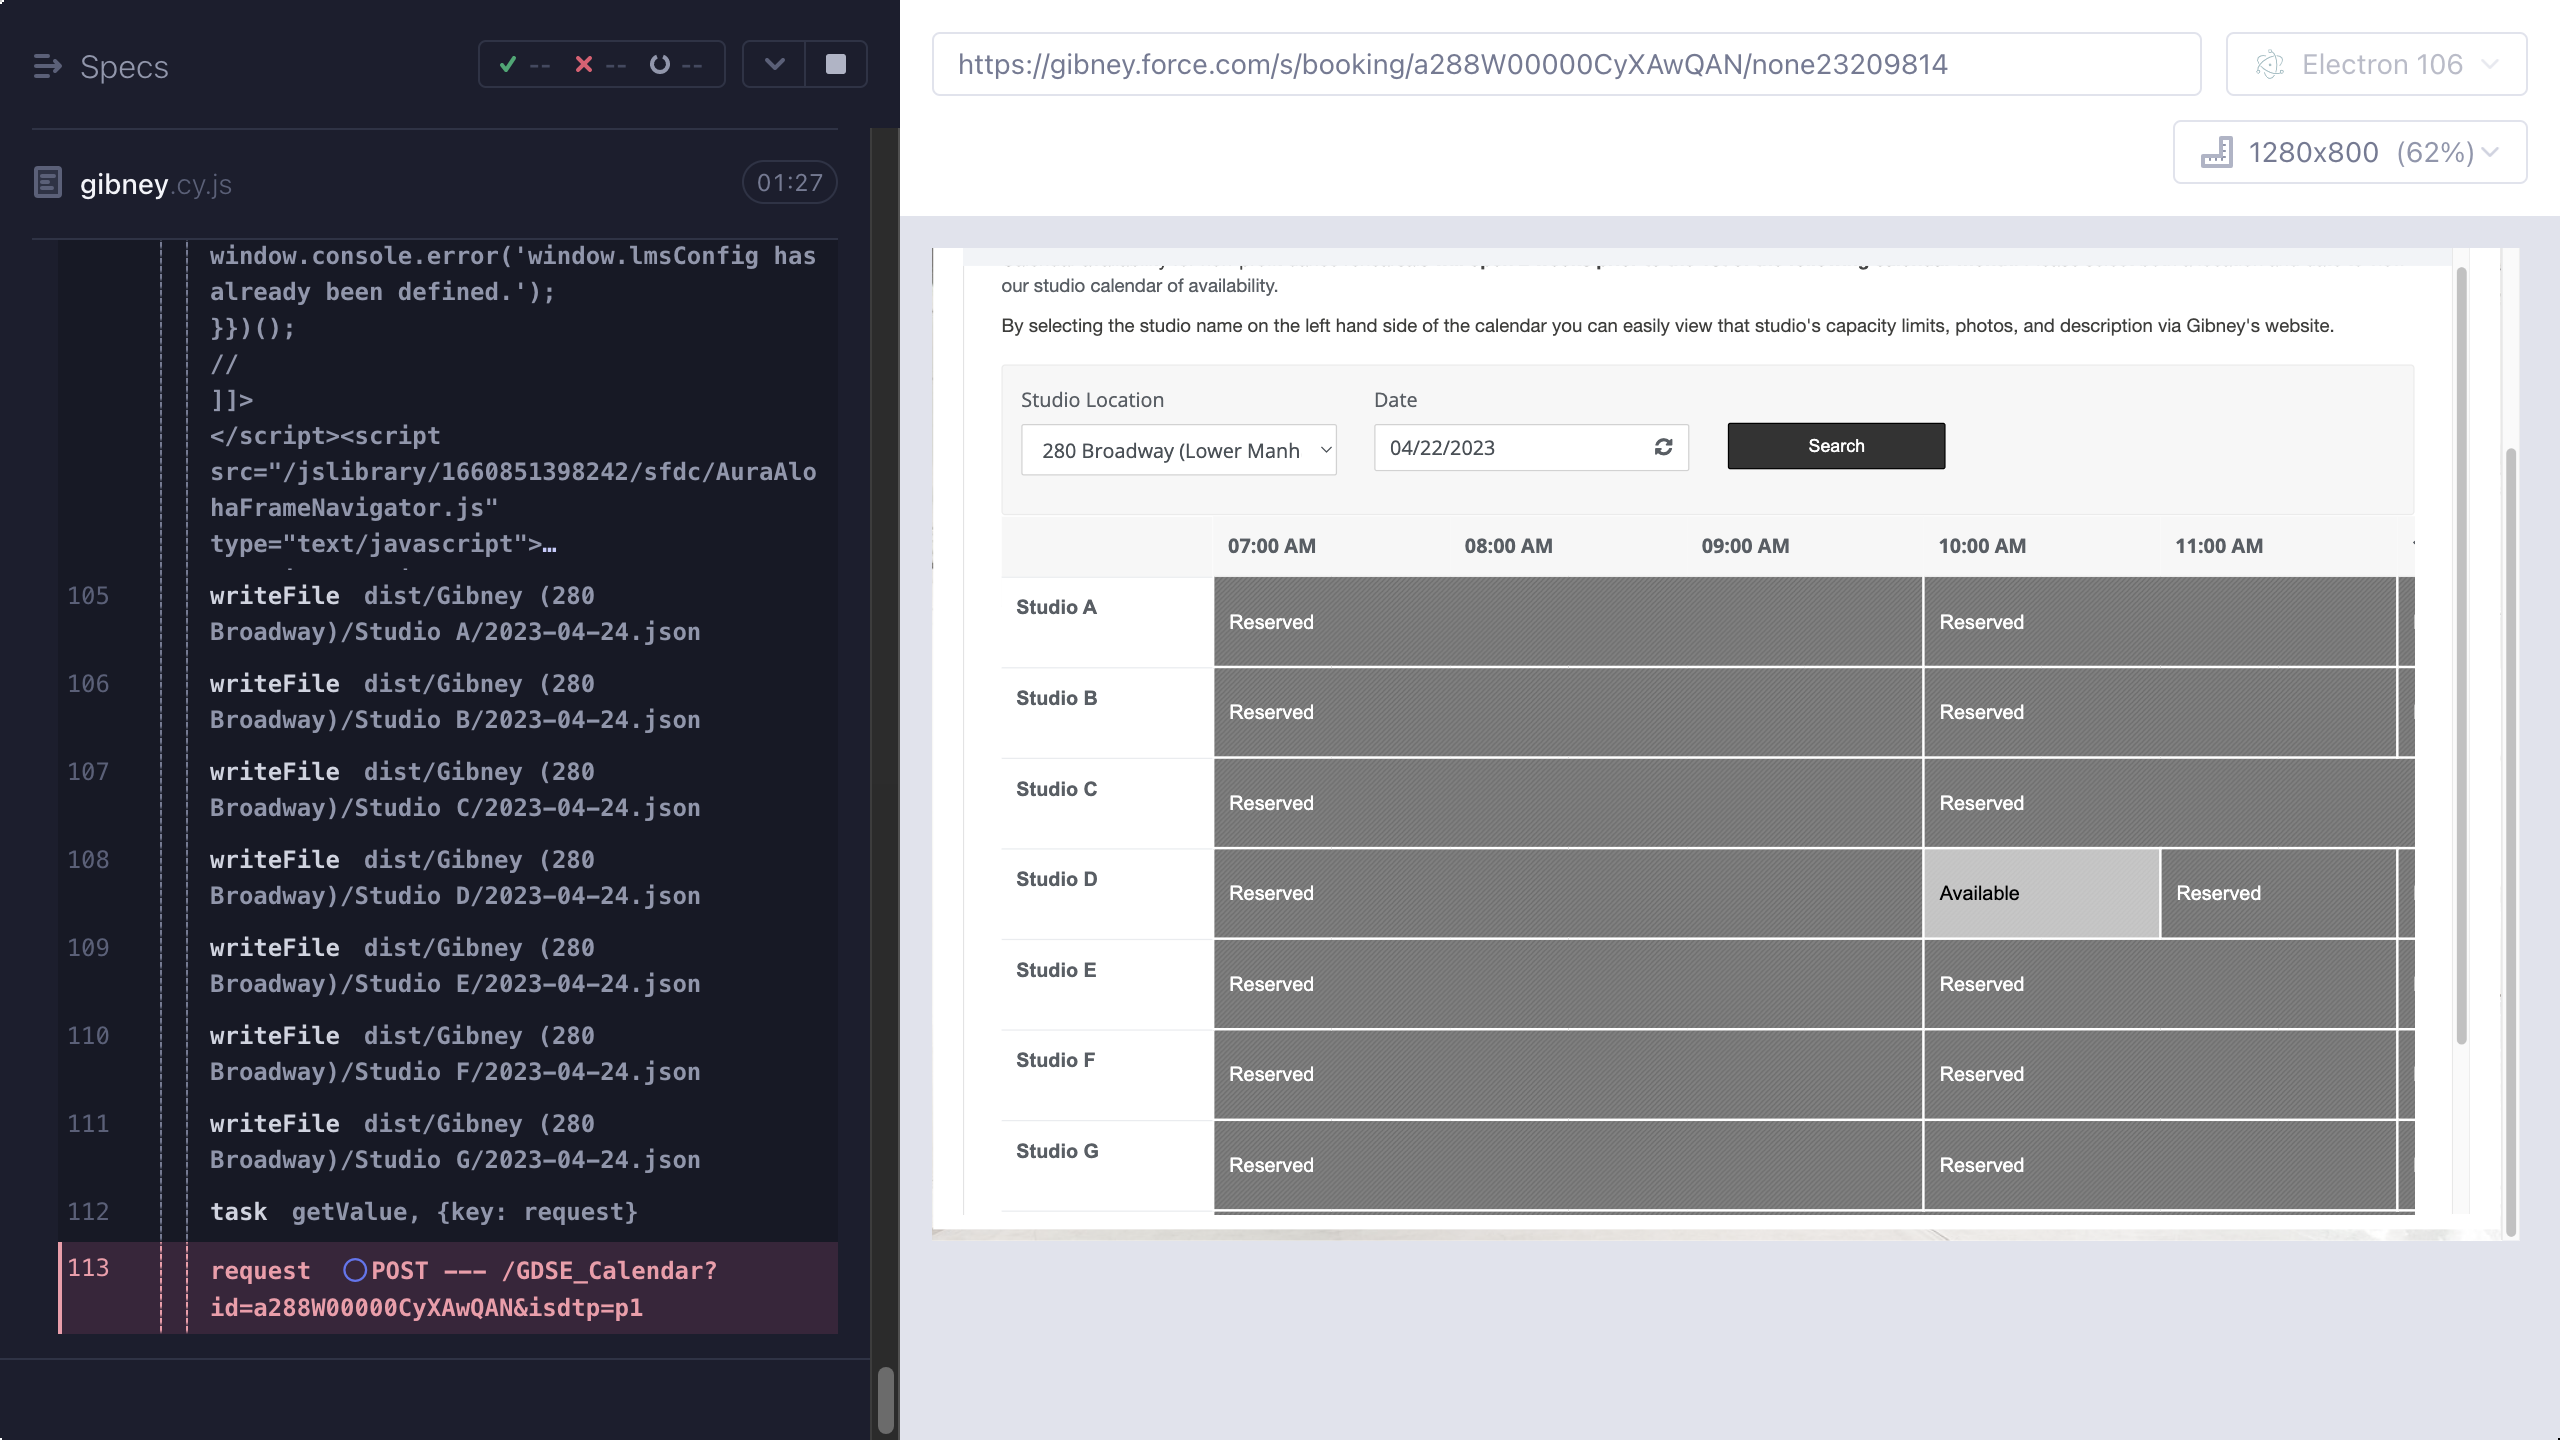 Specs
--
--
--
gibney.cy.js
01:27
window.console.error('window.lmsConfig has
already been defined.');
}})();
//
]]>
</script><script
src="/jslibrary/1660851398242/sfdc/AuraAlo
haFrameNavigator.js"
type="text/javascript">…
105 writeFile dist/Gibney (280
Broadway)/Studio A/2023-04-24.json
106 writeFile dist/Gibney (280
Broadway)/Studio B/2023-04-24.json
107 writeFile dist/Gibney (280
Broadway)/Studio C/2023-04-24.json
108 writeFile dist/Gibney (280
Broadway)/Studio D/2023-04-24.json
109 writeFile dist/Gibney (280
Broadway)/Studio E/2023-04-24.json
110 writeFile dist/Gibney (280
Broadway)/Studio F/2023-04-24.json
111 writeFile dist/Gibney (280
Broadway)/Studio G/2023-04-24.json
112 task getValue, {key: request}
113 request POST --- /GDSE_Calendar?
id=a288W00000CyXAwQAN&isdtp=p1
https://gibney.force.com/s/booking/a288W00000CyXAwQAN/none23209814
Electron 106
1280x800 (62%)
our studio calendar of availability.
By selecting the studio name on the left hand side of the calendar you can easily view that studio's capacity limits, photos, and description via Gibney's website.
Studio Location
Date
280 Broadway (Lower Manh
04/22/2023
Search
07:00 AM 08:00 AM 09:00 AM 10:00 AM 11:00 AM
Studio A Reserved Reserved
Studio B Reserved Reserved
Studio C Reserved Reserved
Studio D Reserved Available Reserved
Studio E Reserved Reserved
Studio F Reserved Reserved
Studio G Reserved Reserved